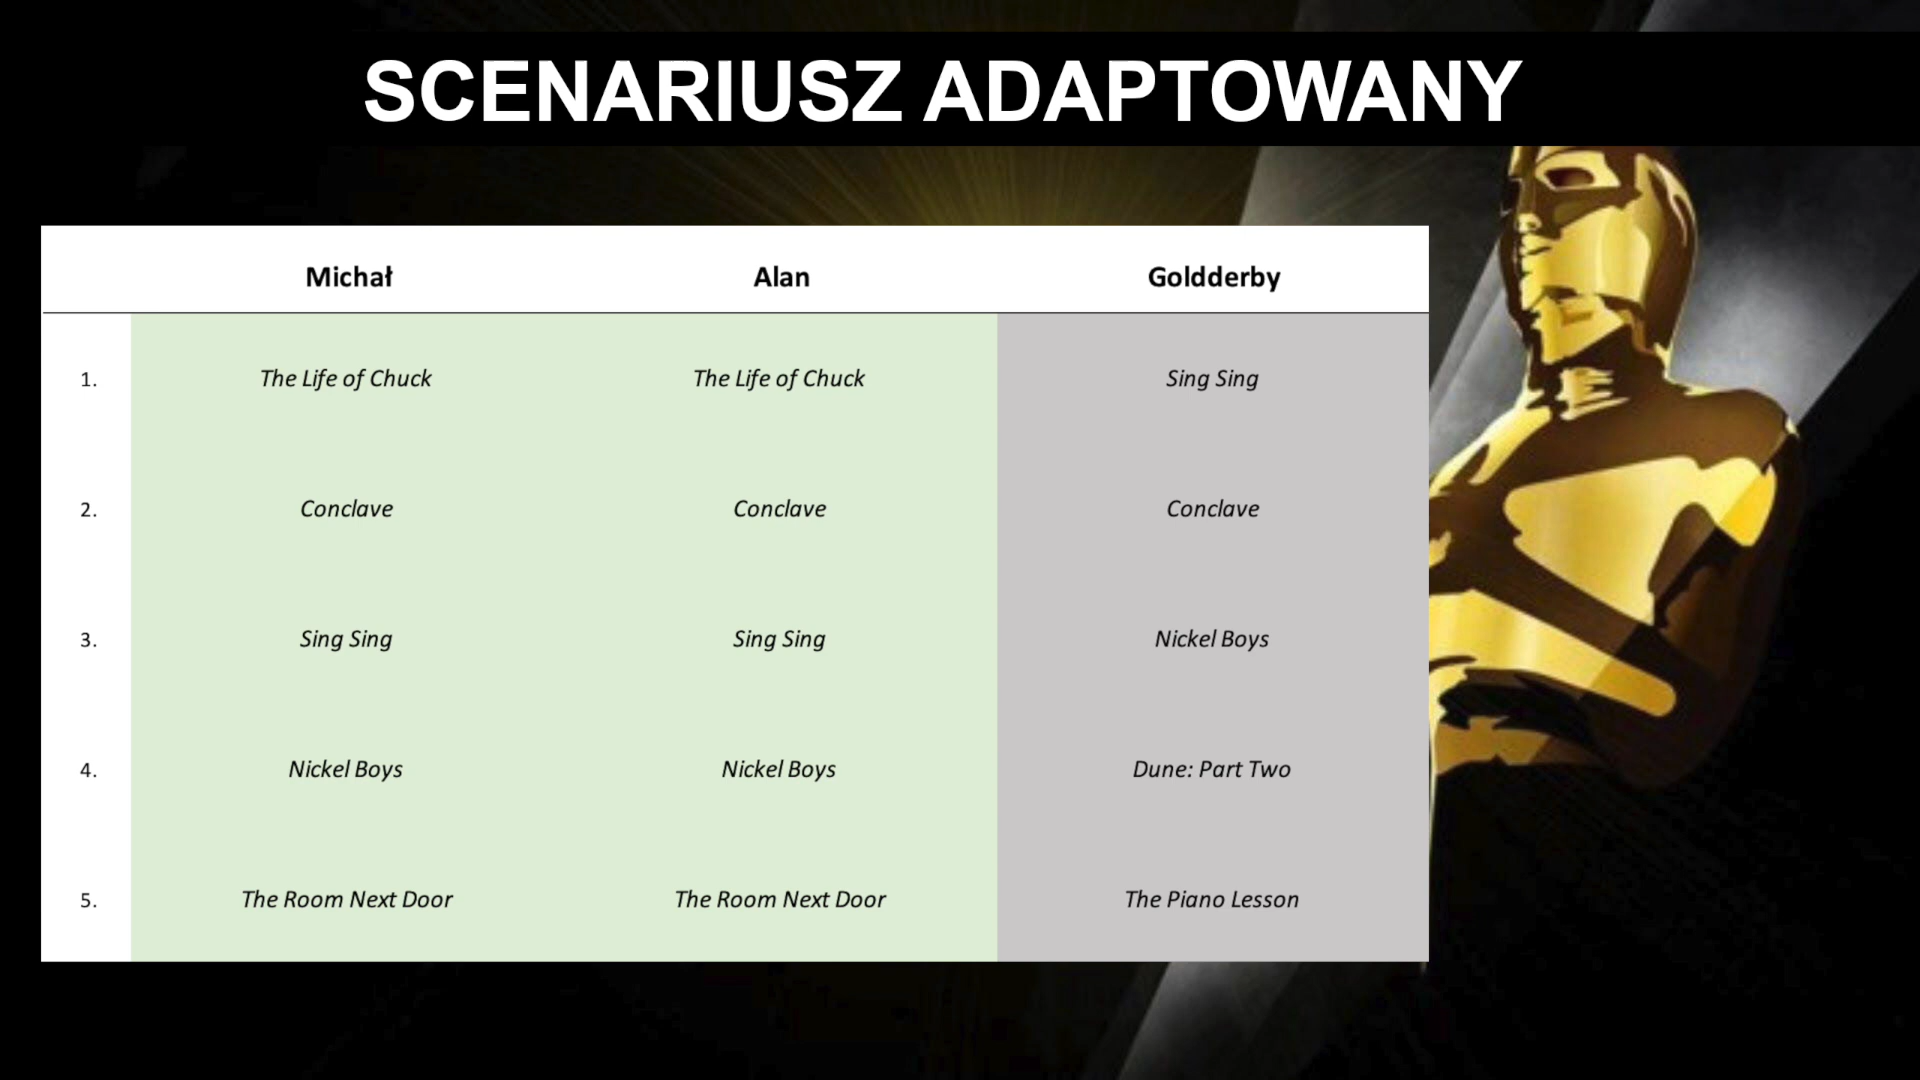 SCENARIUSZ ADAPTOWANY
Michał Alan Goldderby
1. The Life of Chuck The Life of Chuck Sing Sing
2. Conclave Conclave Conclave
3. Sing Sing Sing Sing Nickel Boys
4. Nickel Boys Nickel Boys Dune: Part Two
5. The Room Next Door The Room Next Door The Piano Lesson